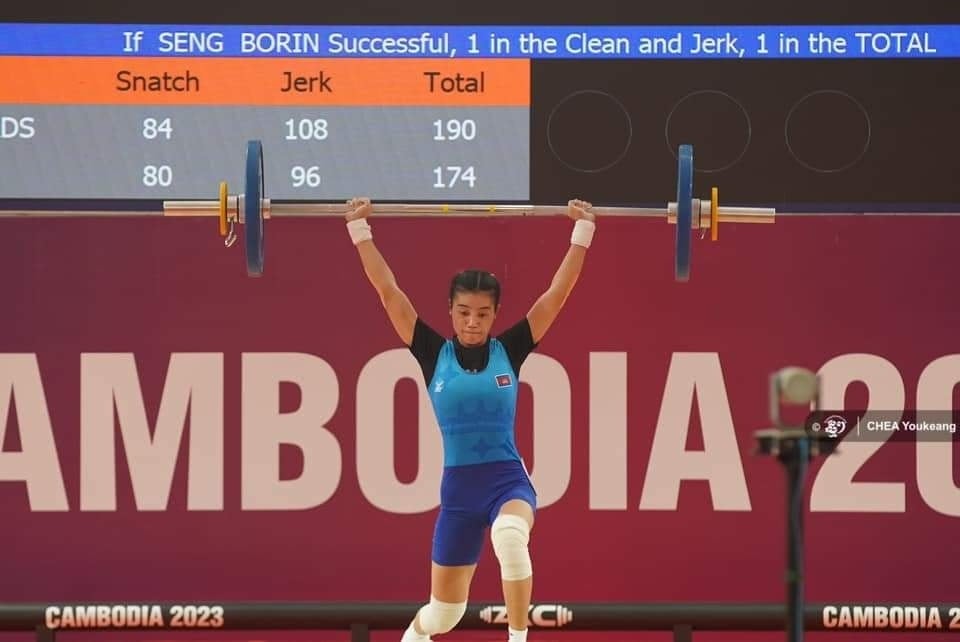 If SENG BORIN Successful, 1 in the Clean and Jerk, 1 in the TOTAL
Snatch Jerk Total
DS 84 108 190
80 96 174
AMBODIA 20
© CHEA Youkeang
CAMBODIA 2023 ZKC CAMBODIA 2